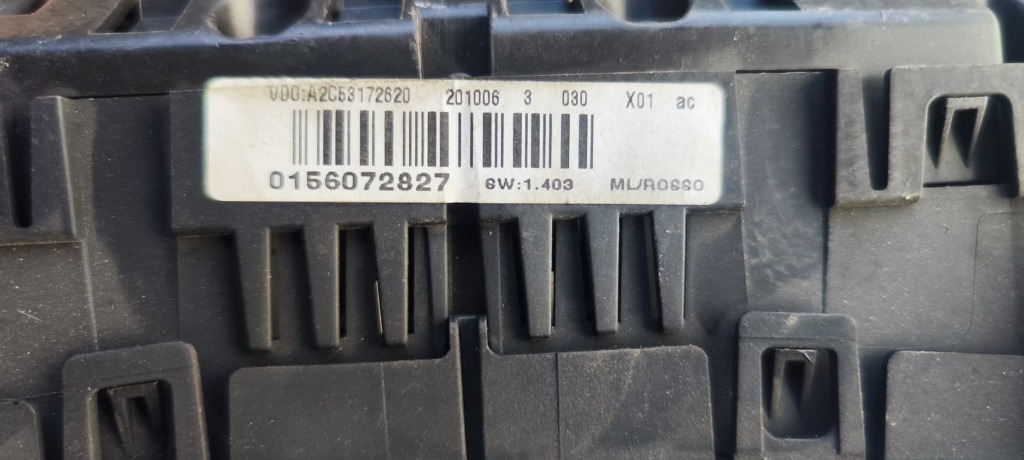 VDO:A2C53172620 201006 3 030 X01 ac
0156072827 SW:1.403 ML/ROSSO